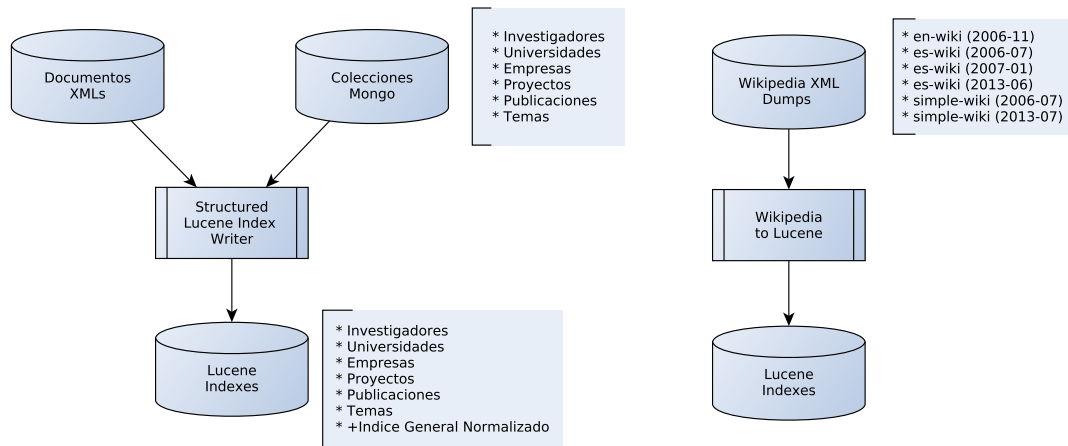 Documentos
XMLs
Colecciones
Mongo
* Investigadores
* Universidades
* Empresas
* Proyectos
* Publicaciones
* Temas
Structured
Lucene Index
Writer
Lucene
Indexes
* Investigadores
* Universidades
* Empresas
* Proyectos
* Publicaciones
* Temas
* +Indice General Normalizado
Wikipedia XML
Dumps
* en-wiki (2006-11)
* es-wiki (2006-07)
* es-wiki (2007-01)
* es-wiki (2013-06)
* simple-wiki (2006-07)
* simple-wiki (2013-07)
Wikipedia
to Lucene
Lucene
Indexes